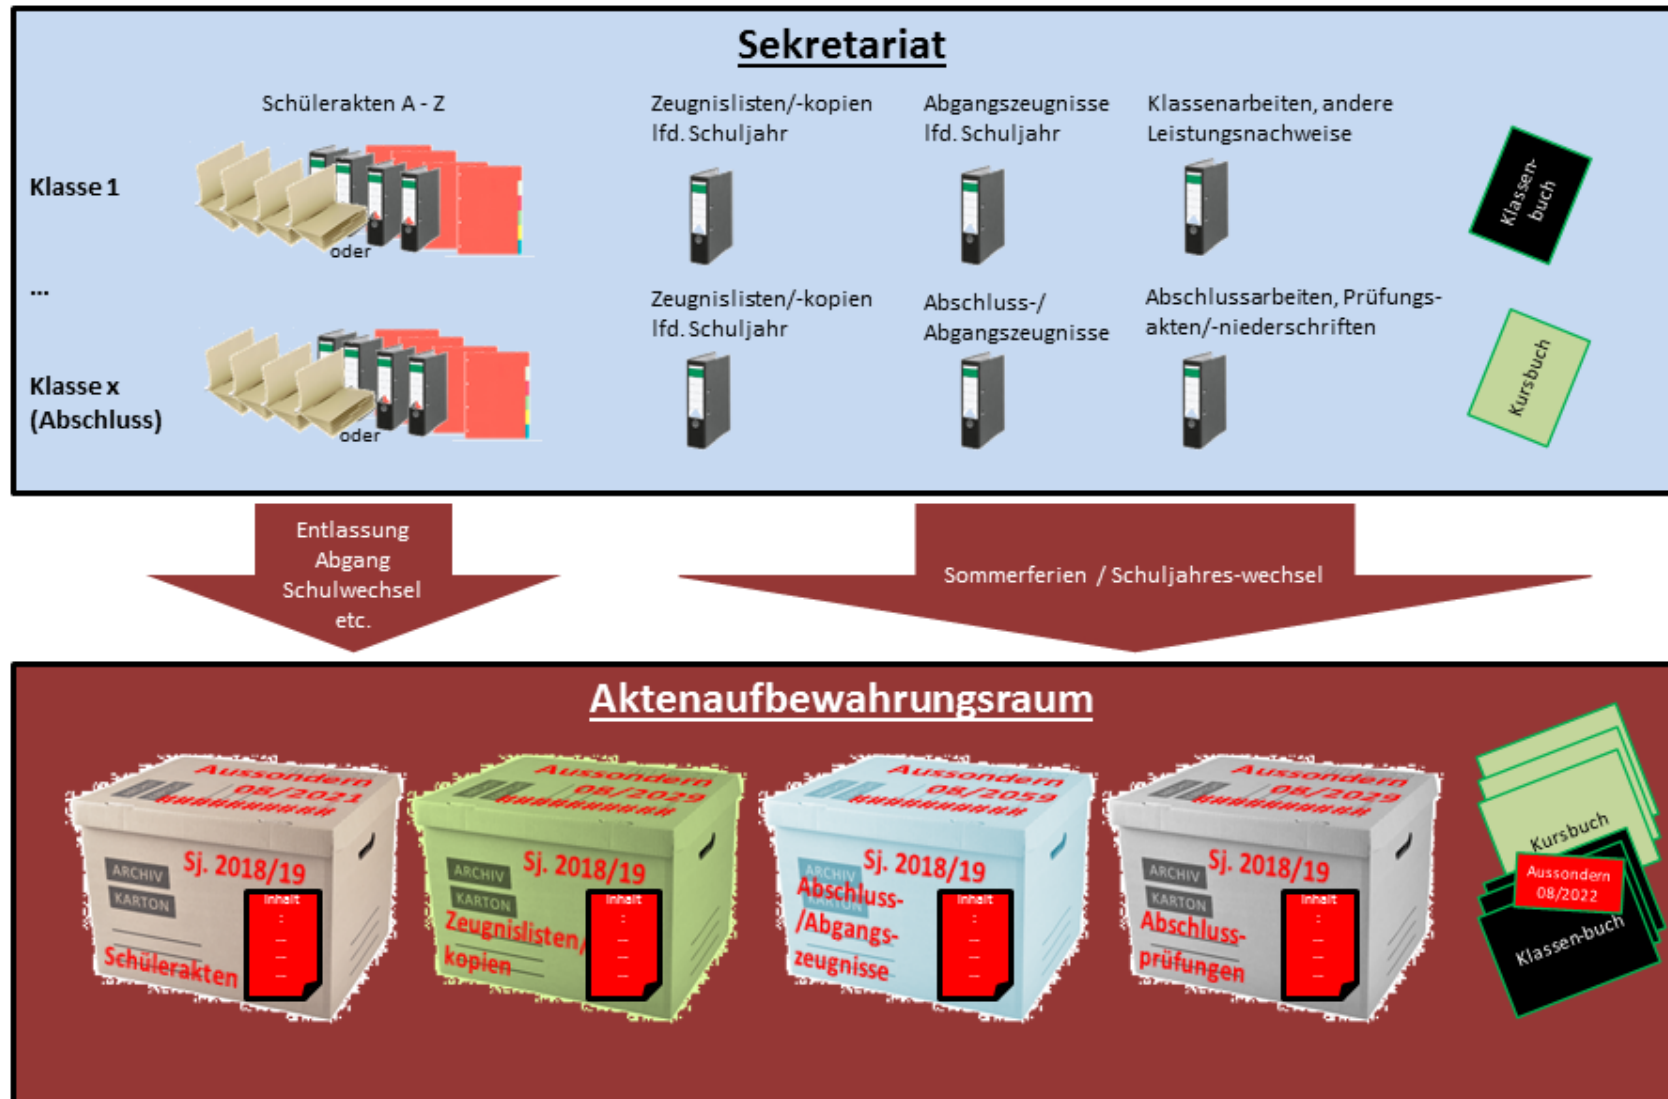 Sekretariat
Schülerakten A - Z
Zeugnislisten/-kopien
lfd. Schuljahr
Abgangszeugnisse
lfd. Schuljahr
Klassenarbeiten, andere
Leistungsnachweise
Klasse 1
oder
Klassen-
buch
...
Zeugnislisten/-kopien
lfd. Schuljahr
Abschluss-/
Abgangszeugnisse
Abschlussarbeiten, Prüfungs-
akten/-niederschriften
Klasse x
(Abschluss)
oder
Kursbuch
Entlassung
Abgang
Schulwechsel
etc.
Sommerferien / Schuljahres-wechsel
Aktenaufbewahrungsraum
Aussondern
08/2021
##########
Sj. 2018/19
ARCHIV
KARTON
Inhalt
Schülerakten
Aussondern
08/2029
##########
Sj. 2018/19
ARCHIV
KARTON
Inhalt
Zeugnislisten/
kopien
Aussondern
08/2059
##########
Sj. 2018/19
ARCHIV
KARTON
Inhalt
Abschluss-
/Abgangs-
zeugnisse
Aussondern
08/2029
##########
Sj. 2018/19
ARCHIV
KARTON
Inhalt
Abschluss-
prüfungen
Kursbuch
Aussondern
08/2022
Klassen-buch